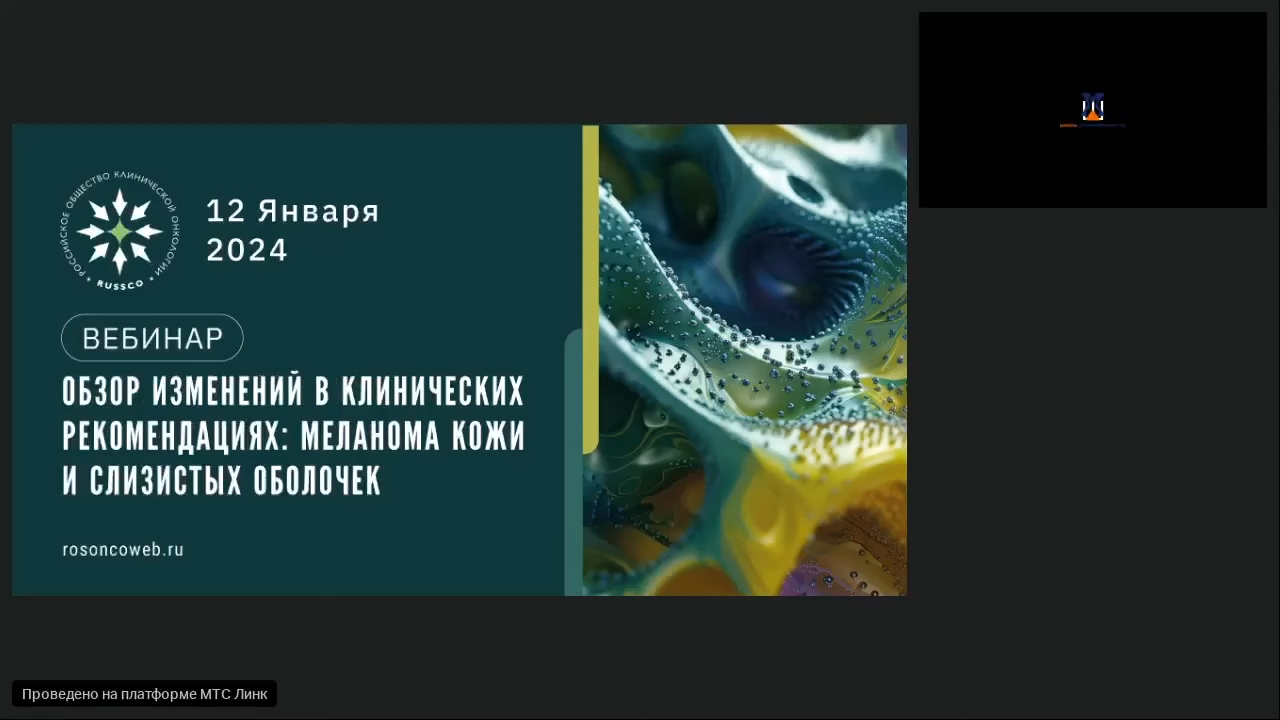 РОССИЙСКОЕ ОБЩЕСТВО КЛИНИЧЕСКОЙ ОНКОЛОГИИ
• RUSSCO •
12 Января
2024
ВЕБИНАР
ОБЗОР ИЗМЕНЕНИЙ В КЛИНИЧЕСКИХ
РЕКОМЕНДАЦИЯХ: МЕЛАНОМА КОЖИ
И СЛИЗИСТЫХ ОБОЛОЧЕК
rosoncoweb.ru
Проведено на платформе МТС Линк